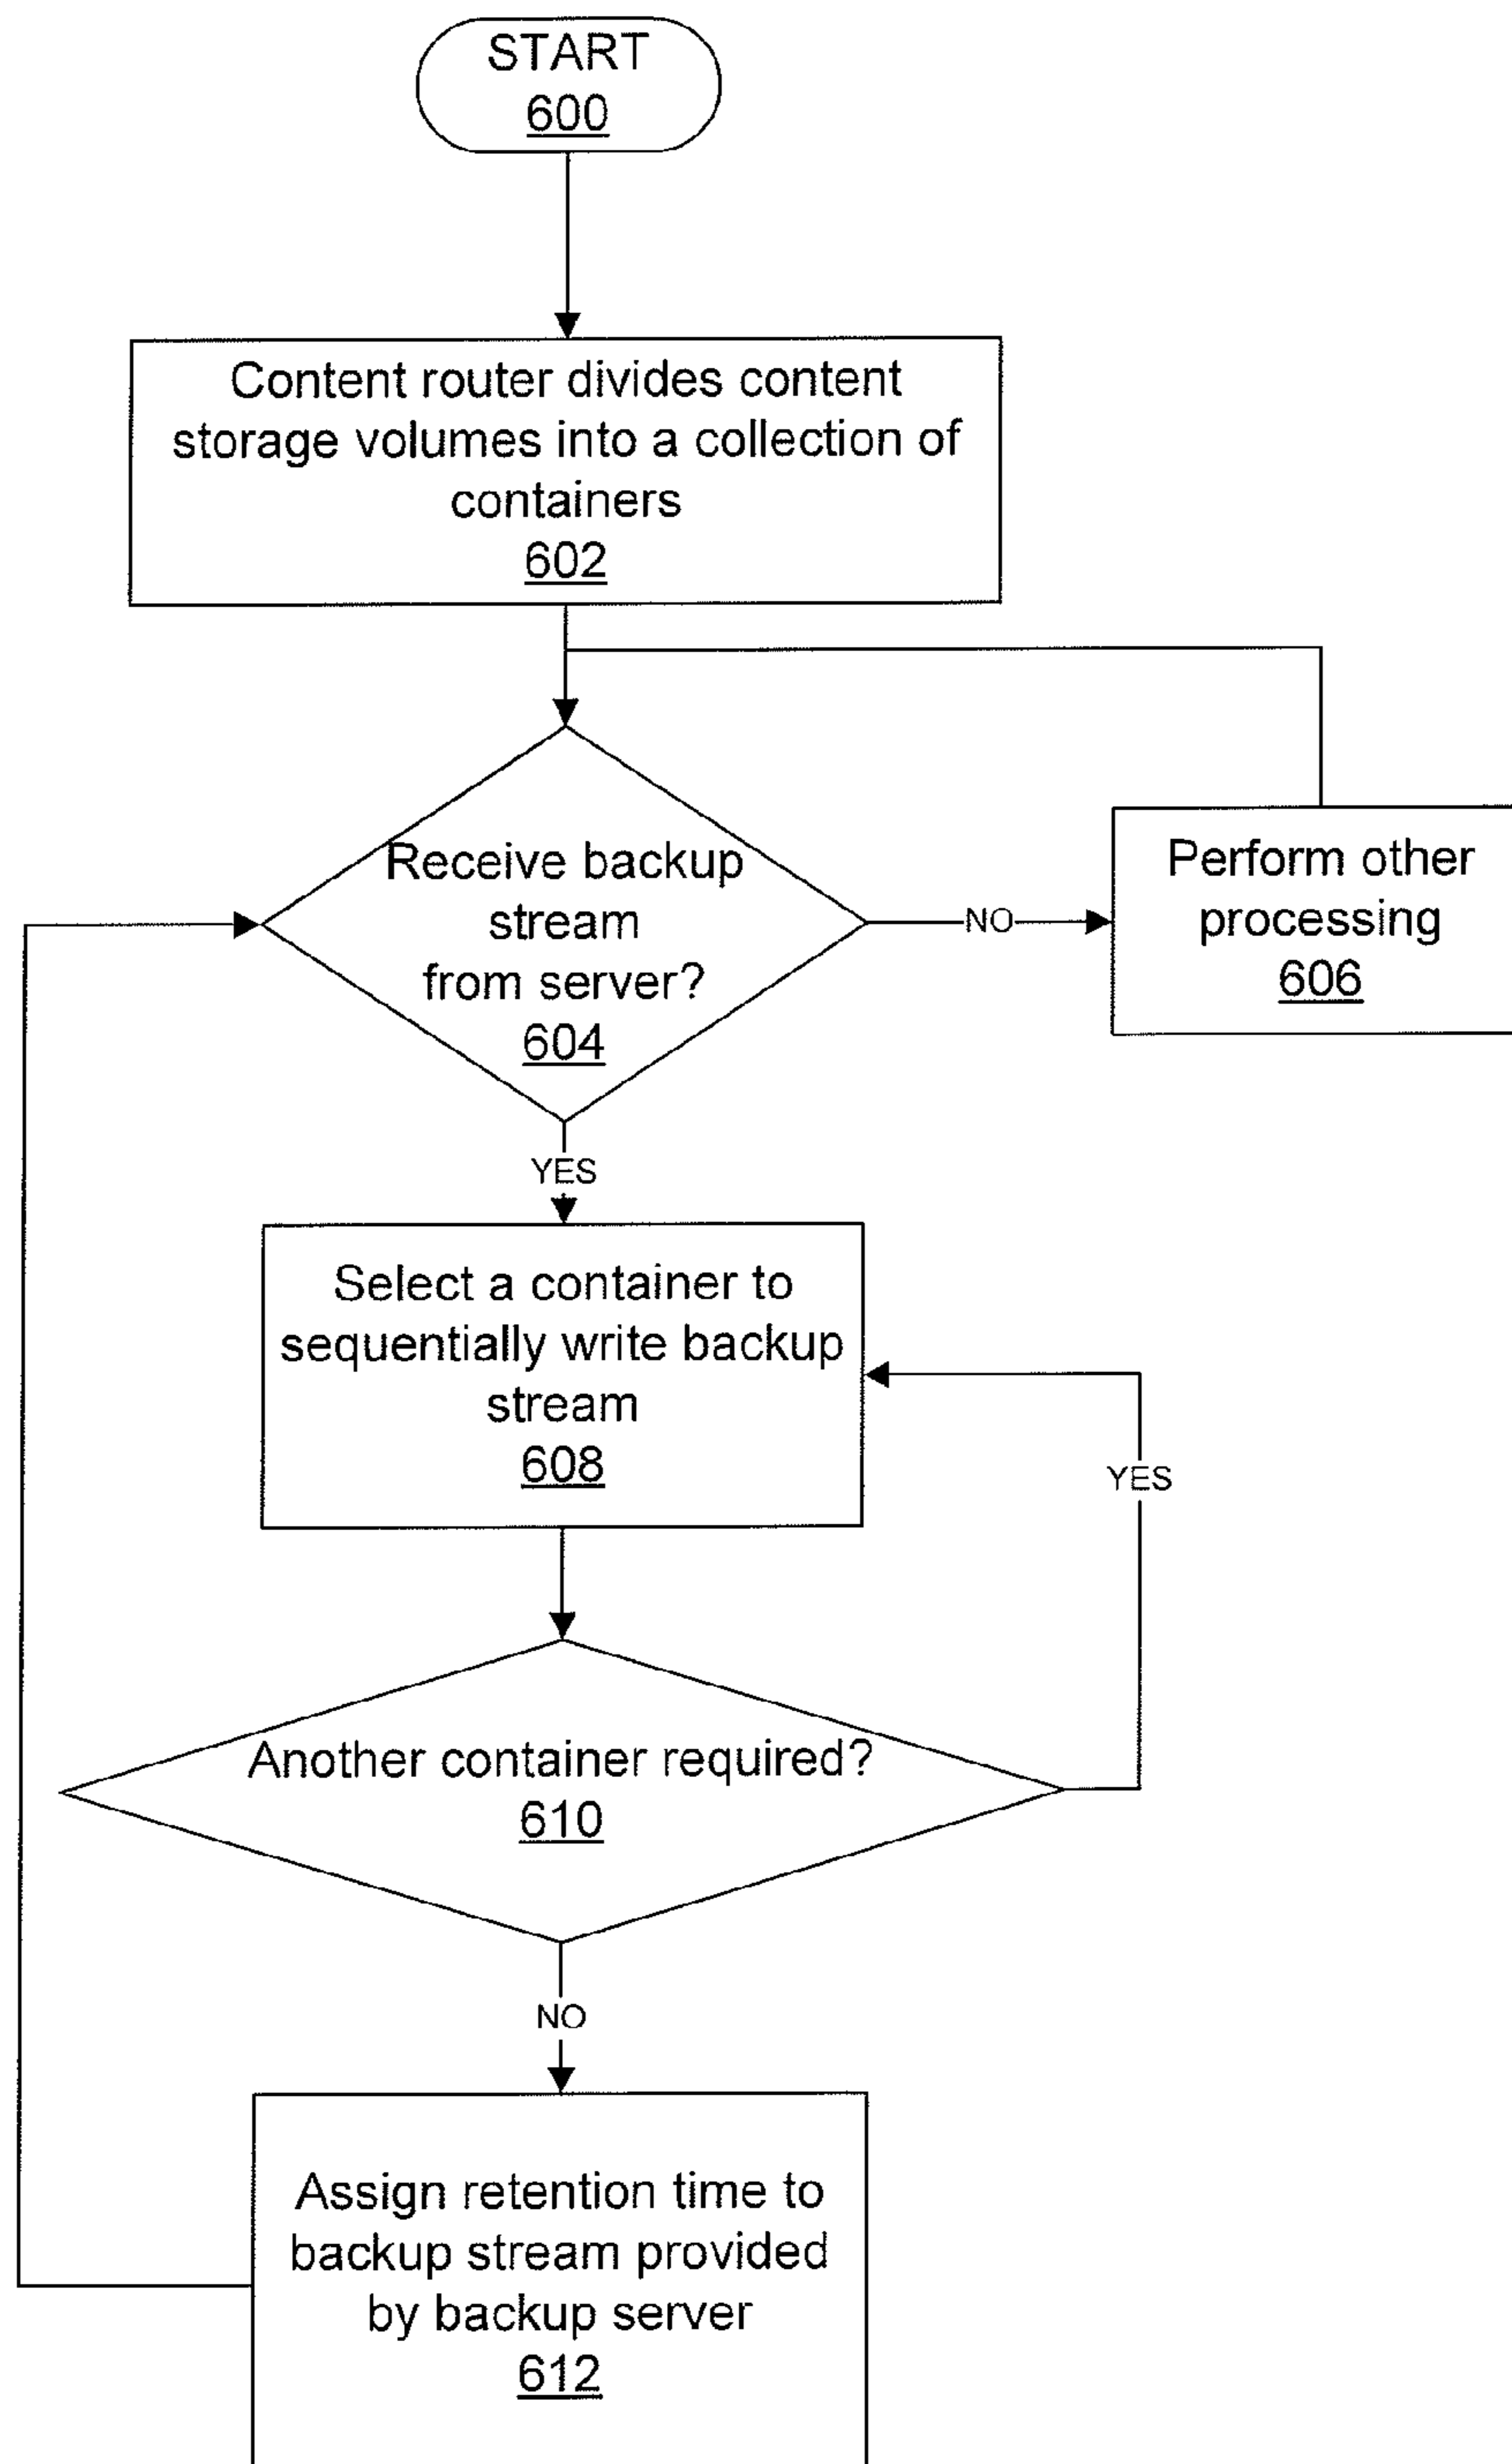 START
600
Content router divides content
storage volumes into a collection of
containers
602
Receive backup
stream
from server?
604
NO
Perform other
processing
606
YES
Select a container to
sequentially write backup
stream
608
YES
Another container required?
610
NO
Assign retention time to
backup stream provided
by backup server
612